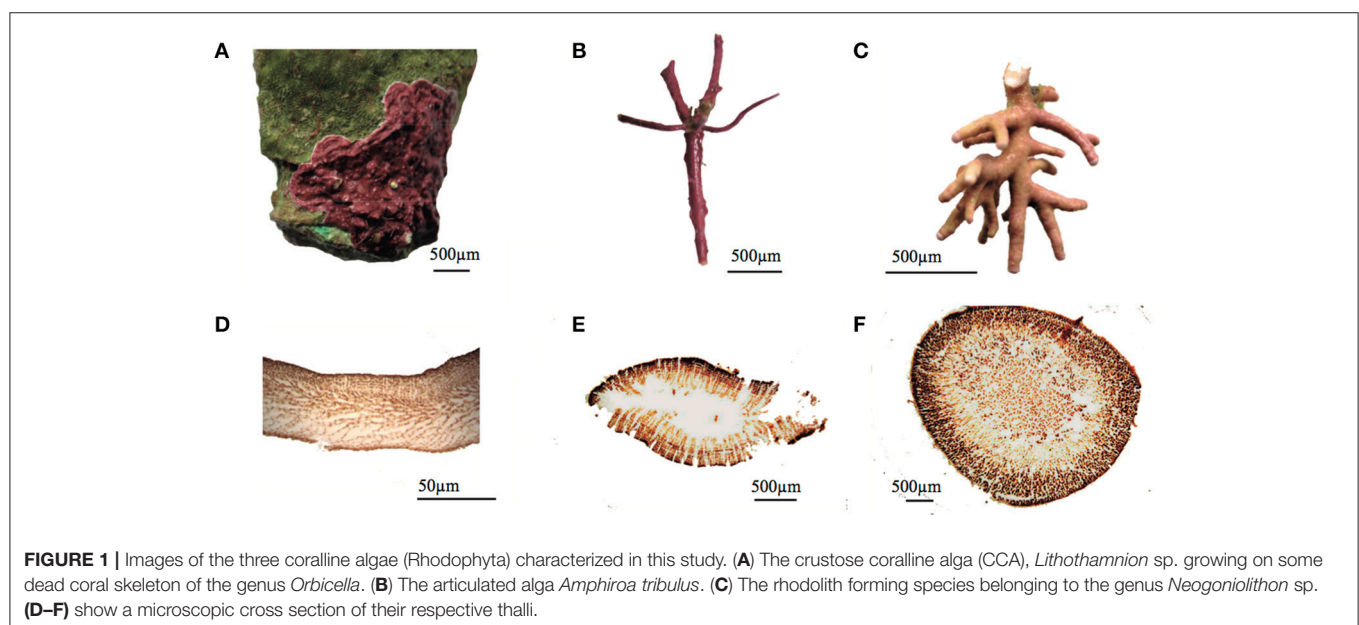 A
B
C
500µm
500µm
500µm
D
E
F
50µm
500µm
500µm
FIGURE 1 | Images of the three coralline algae (Rhodophyta) characterized in this study. (A) The crustose coralline alga (CCA), Lithothamnion sp. growing on some
dead coral skeleton of the genus Orbicella. (B) The articulated alga Amphiroa tribulus. (C) The rhodolith forming species belonging to the genus Neogoniolithon sp.
(D–F) show a microscopic cross section of their respective thalli.